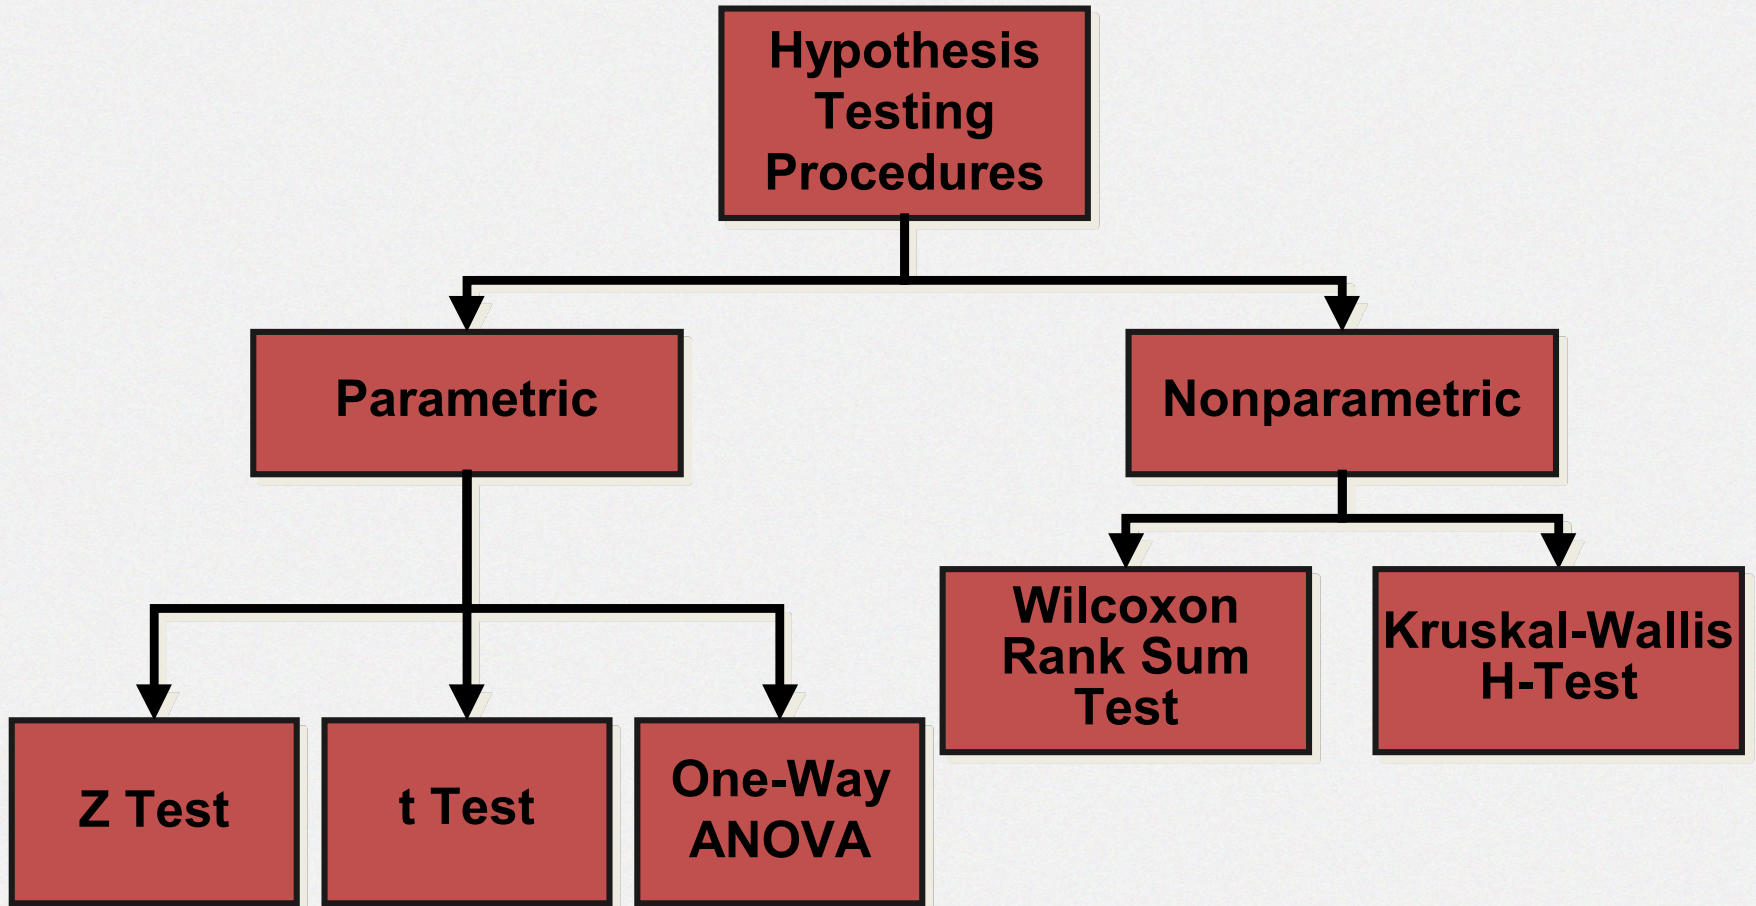 Hypothesis
Testing
Procedures
Parametric
Nonparametric
Wilcoxon
Rank Sum
Test
Kruskal-Wallis
H-Test
Z Test
t Test
One-Way
ANOVA